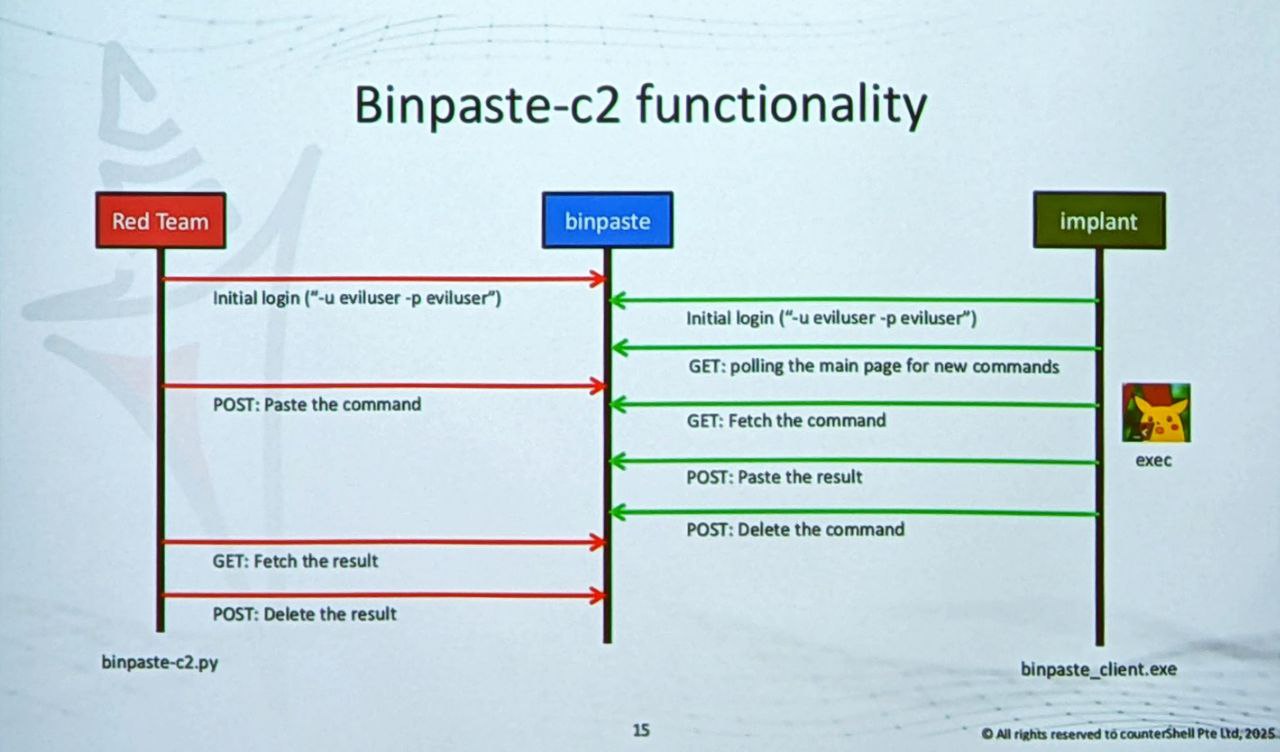 Binpaste-c2 functionality
Red Team
binpaste
implant
Initial login (“-u eviluser -p eviluser”)
Initial login (“-u eviluser -p eviluser”)
GET: polling the main page for new commands
POST: Paste the command
GET: Fetch the command
exec
POST: Paste the result
POST: Delete the command
GET: Fetch the result
POST: Delete the result
binpaste-c2.py
binpaste_client.exe
15
© All rights reserved to counterShell Pte Ltd, 2025.